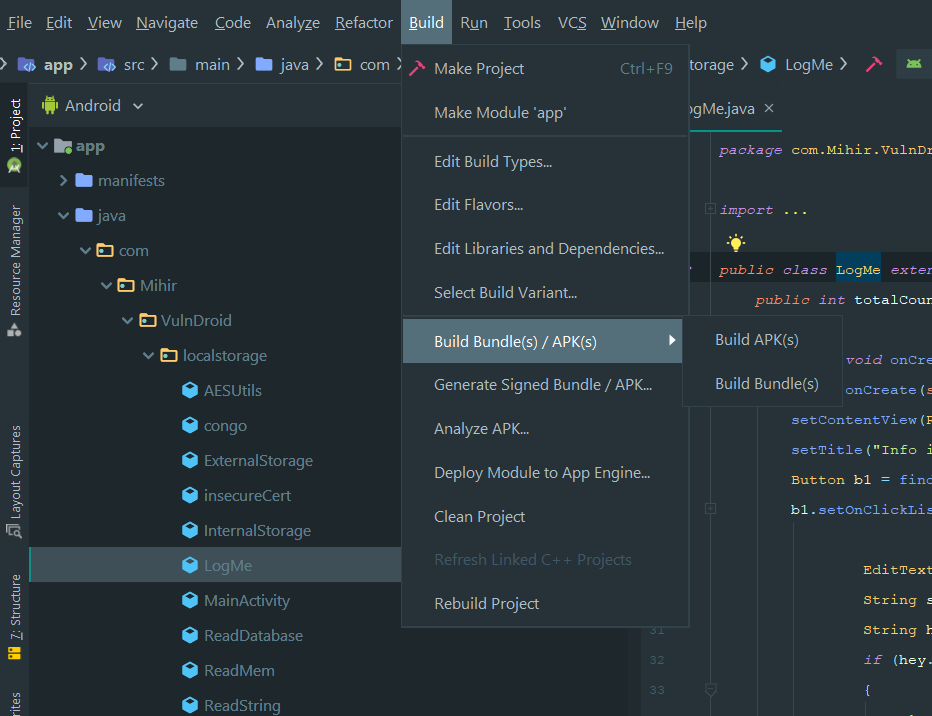 File Edit View Navigate Code Analyze Refactor Build Run Tools VCS Window Help
app src main java com torage LogMe
1: Project
Resource Manager
Layout Captures
7: Structure
rites
Android
app
manifests
java
com
Mihir
VulnDroid
localstorage
AESUtils
congo
ExternalStorage
insecureCert
InternalStorage
LogMe
MainActivity
ReadDatabase
ReadMem
ReadString
Make Project Ctrl+F9
Make Module 'app'
Edit Build Types...
Edit Flavors...
Edit Libraries and Dependencies...
Select Build Variant...
Build Bundle(s) / APK(s)
Generate Signed Bundle / APK...
Analyze APK...
Deploy Module to App Engine...
Clean Project
Refresh Linked C++ Projects
Rebuild Project
Build APK(s)
Build Bundle(s)
ogMe.java
package com.Mihir.VulnDr
import ...
public class LogMe exten
public int totalCoun
void onCre
onCreate(s
setContentView(R
setTitle("Info i
Button b1 = find
b1.setOnClickLis
EditText
String s
31 String h
32 if (hey.
33 {